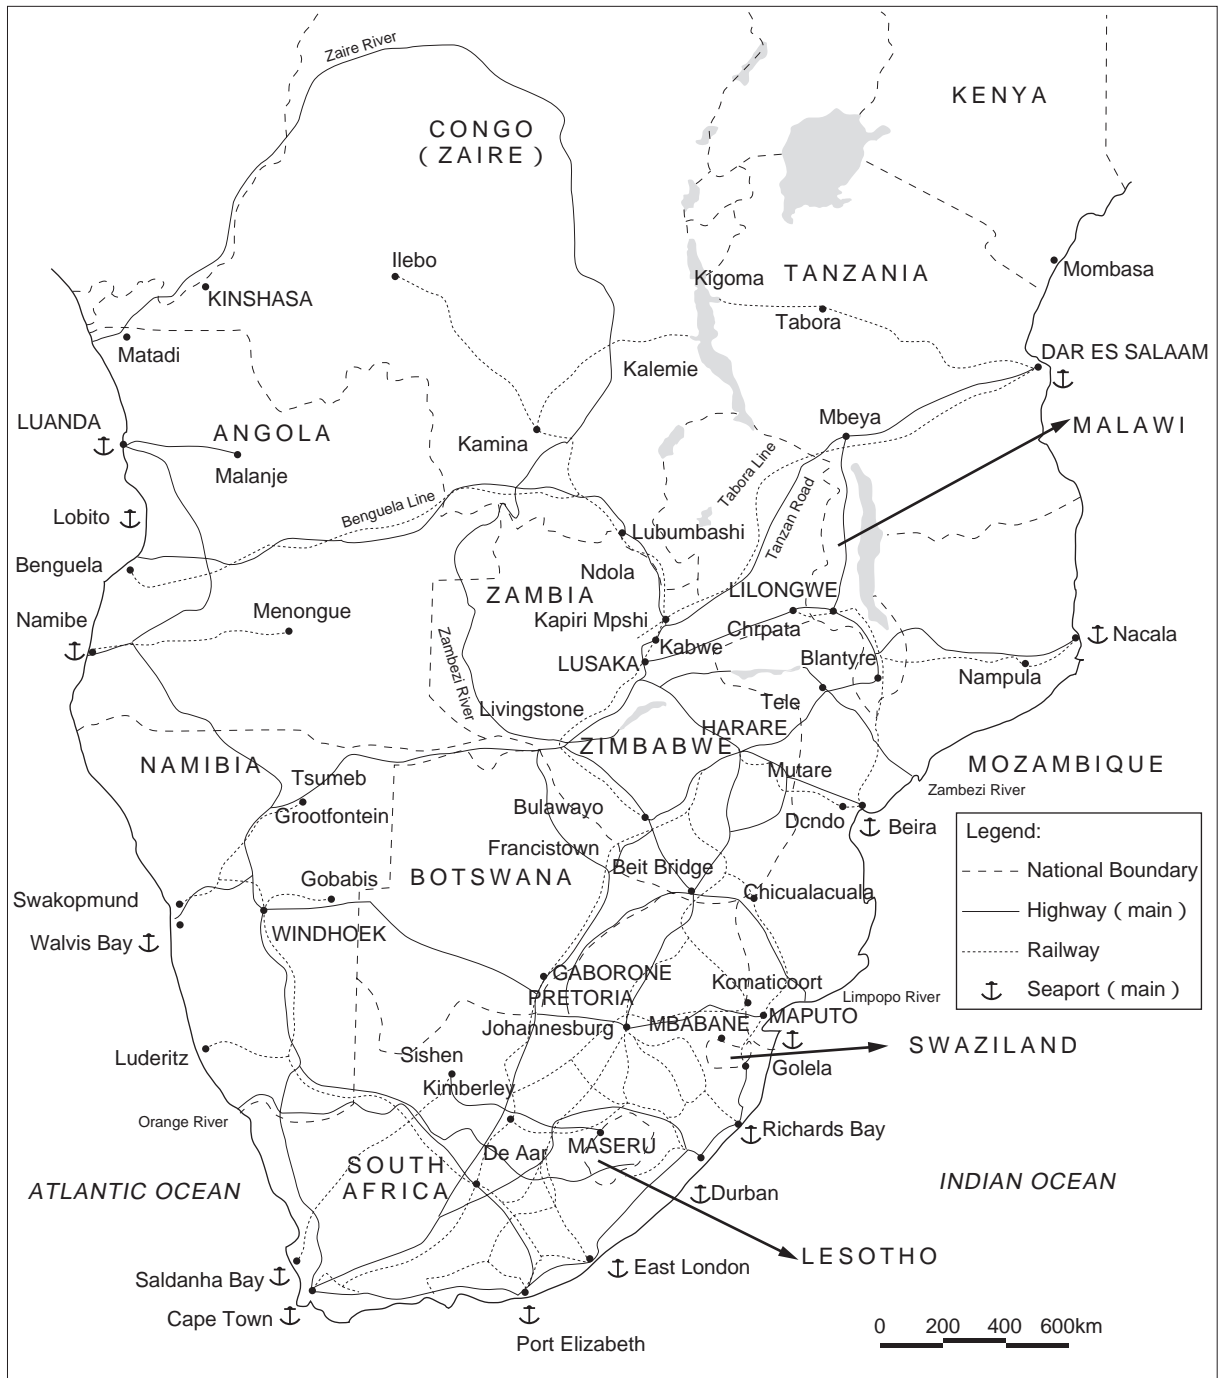 Zaire River
KENYA
CONGO
( ZAIRE )
Ilebo
Kigoma
TANZANIA
Mombasa
KINSHASA
Tabora
Matadi
DAR ES SALAAM
Kalemie
LUANDA
ANGOLA
Mbeya
MALAWI
Kamina
Malanje
Tabora Line
Benguela Line
Lobito
Tanzan Road
Lubumbashi
Benguela
Ndola
ZAMBIA
LILONGWE
Namibe
Menongue
Kapiri Mpshi
Chrpata
Nacala
Zambezi River
Kabwe
LUSAKA
Blantyre
Nampula
Livingstone
Tele
HARARE
ZIMBABWE
NAMIBIA
Tsumeb
Mutare
MOZAMBIQUE
Zambezi River
Grootfontein
Bulawayo
Dcndo
Beira
Legend:
National Boundary
Highway ( main )
Railway
Seaport ( main )
Francistown
Beit Bridge
BOTSWANA
Gobabis
Chicualacuala
Swakopmund
WINDHOEK
Walvis Bay
GABORONE
Komaticoort
PRETORIA
Limpopo River
Johannesburg
MBABANE
MAPUTO
SWAZILAND
Luderitz
Sishen
Golela
Kimberley
Orange River
Richards Bay
MASERU
De Aar
SOUTH
AFRICA
ATLANTIC OCEAN
INDIAN OCEAN
Durban
LESOTHO
East London
Saldanha Bay
Cape Town
Port Elizabeth
0 200 400 600km